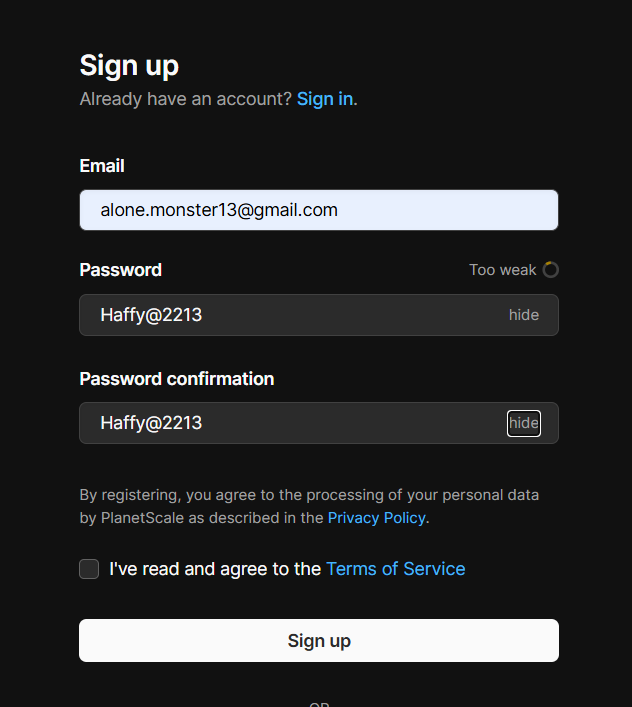 Sign up
Already have an account? Sign in.
Email
alone.monster13@gmail.com
Password
Too weak
Haffy@2213
hide
Password confirmation
Haffy@2213
hide
By registering, you agree to the processing of your personal data
by PlanetScale as described in the Privacy Policy.
I've read and agree to the Terms of Service
Sign up
OR